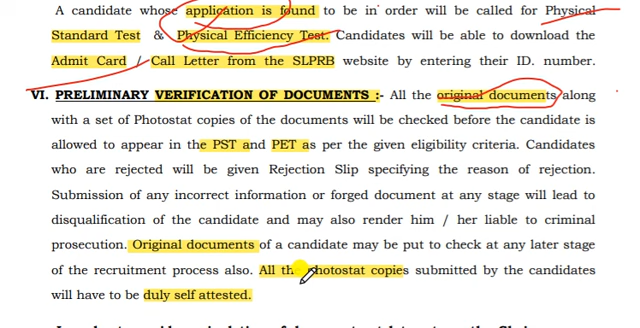 A candidate whose application is found to be in order will be called for Physical
Standard Test & Physical Efficiency Test. Candidates will be able to download the
Admit Card / Call Letter from the SLPRB website by entering their ID. number.
VI. PRELIMINARY VERIFICATION OF DOCUMENTS :- All the original documents along
with a set of Photostat copies of the documents will be checked before the candidate is
allowed to appear in the PST and PET as per the given eligibility criteria. Candidates
who are rejected will be given Rejection Slip specifying the reason of rejection.
Submission of any incorrect information or forged document at any stage will lead to
disqualification of the candidate and may also render him / her liable to criminal
prosecution. Original documents of a candidate may be put to check at any later stage
of the recruitment process also. All the Photostat copies submitted by the candidates
will have to be duly self attested.